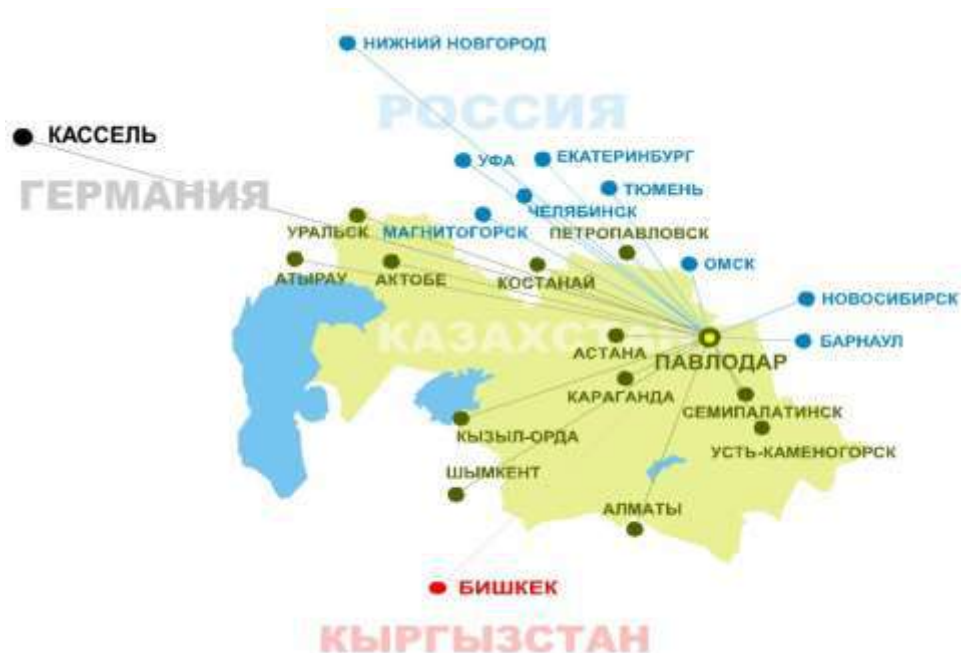 НИЖНИЙ НОВГОРОД
РОССИЯ
КАССЕЛЬ
УФА
ЕКАТЕРИНБУРГ
ГЕРМАНИЯ
ТЮМЕНЬ
ЧЕЛЯБИНСК
УРАЛЬСК
МАГНИТОГОРСК
ПЕТРОПАВЛОВСК
АТЫРАУ
АКТОБЕ
КОСТАНАЙ
ОМСК
НОВОСИБИРСК
КАЗАХСТАН
БАРНАУЛ
АСТАНА
ПАВЛОДАР
КАРАГАНДА
СЕМИПАЛАТИНСК
КЫЗЫЛ-ОРДА
УСТЬ-КАМЕНОГОРСК
ШЫМКЕНТ
АЛМАТЫ
БИШКЕК
КЫРГЫЗСТАН